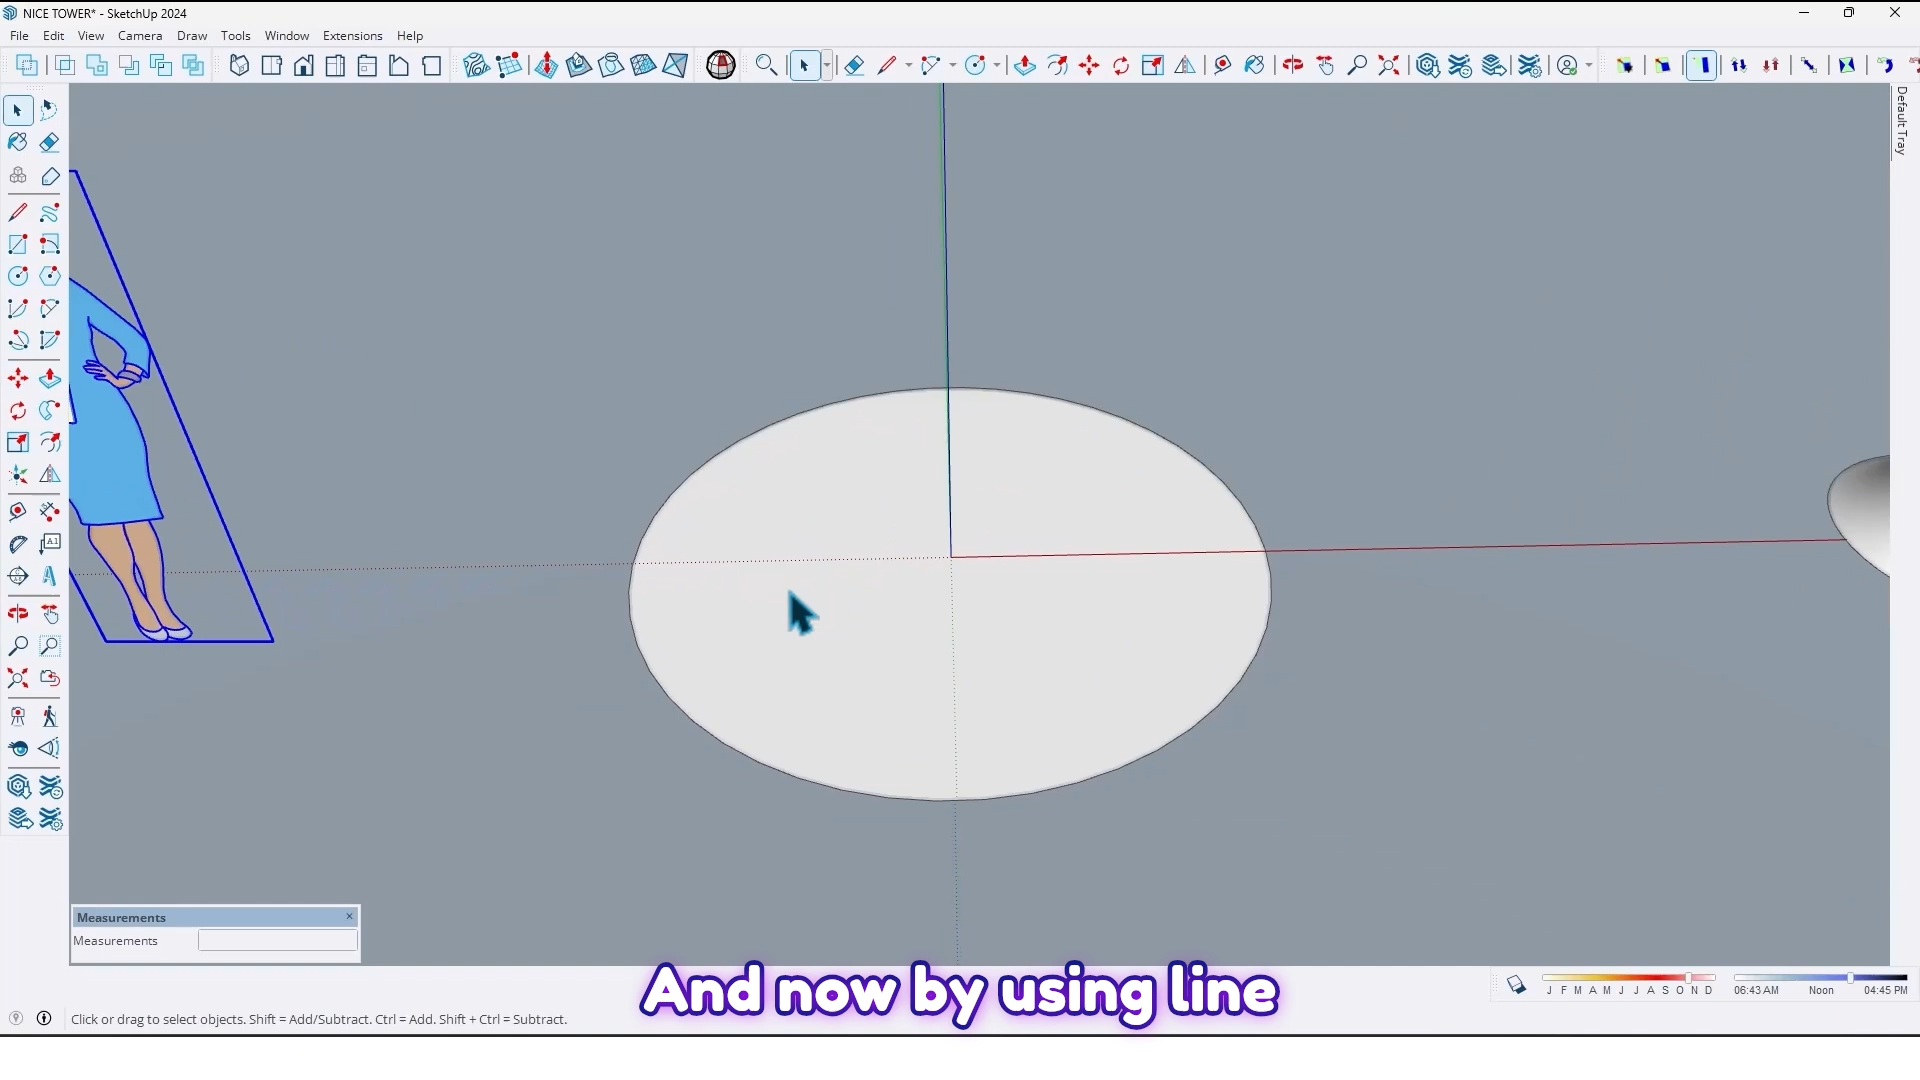 NICE TOWER* - SketchUp 2024
File Edit View Camera Draw Tools Window Extensions Help
Default Tray
A1
Measurements
Measurements
And now by using line
J F M A M J J A S O N D
06:43 AM Noon 04:45 PM
Click or drag to select objects. Shift = Add/Subtract. Ctrl = Add. Shift + Ctrl = Subtract.